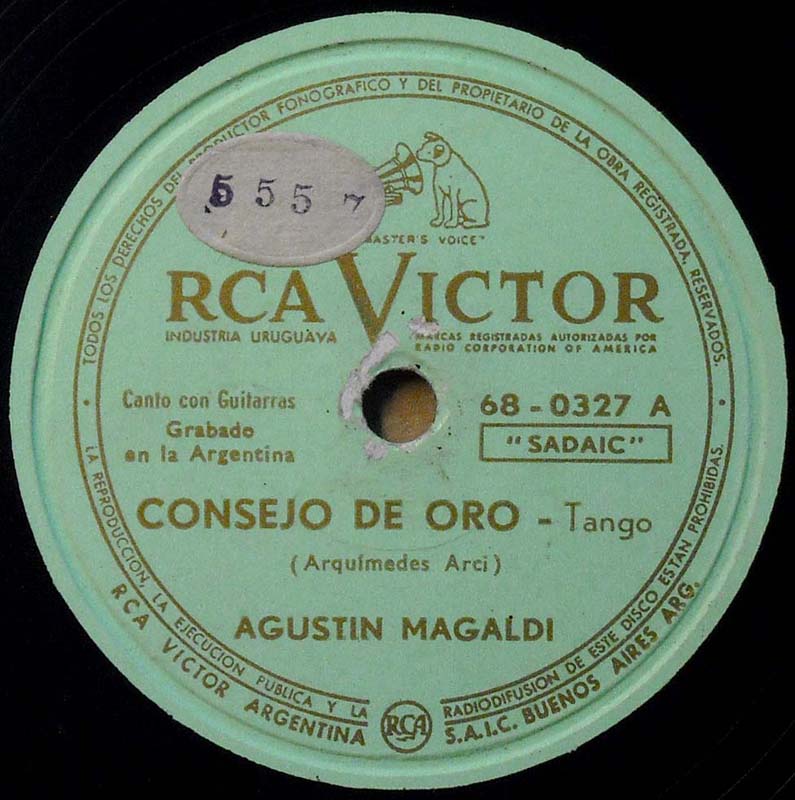 TODOS LOS DERECHOS DEL PRODUCTOR FONOGRAFICO Y DEL PROPIETARIO DE LA OBRA REGISTRADA, RESERVADOS.
5557
MASTER'S VOICE"
RCA VICTOR
INDUSTRIA URUGUAYA
MARCAS REGISTRADAS AUTORIZADAS POR
RADIO CORPORATION OF AMERICA
Canto con Guitarras
Grabado
en la Argentina
68-0327 A
"SADAIC"
CONSEJO DE ORO - Tango
(Arquímedes Arci)
AGUSTIN MAGALDI
LA REPRODUCCION, LA EJECUCION PUBLICA Y LA RADIODIFUSION DE ESTE DISCO ESTAN PROHIBIDAS.
RCA VICTOR ARGENTINA RCA S.A.I.C. BUENOS AIRES ARG.